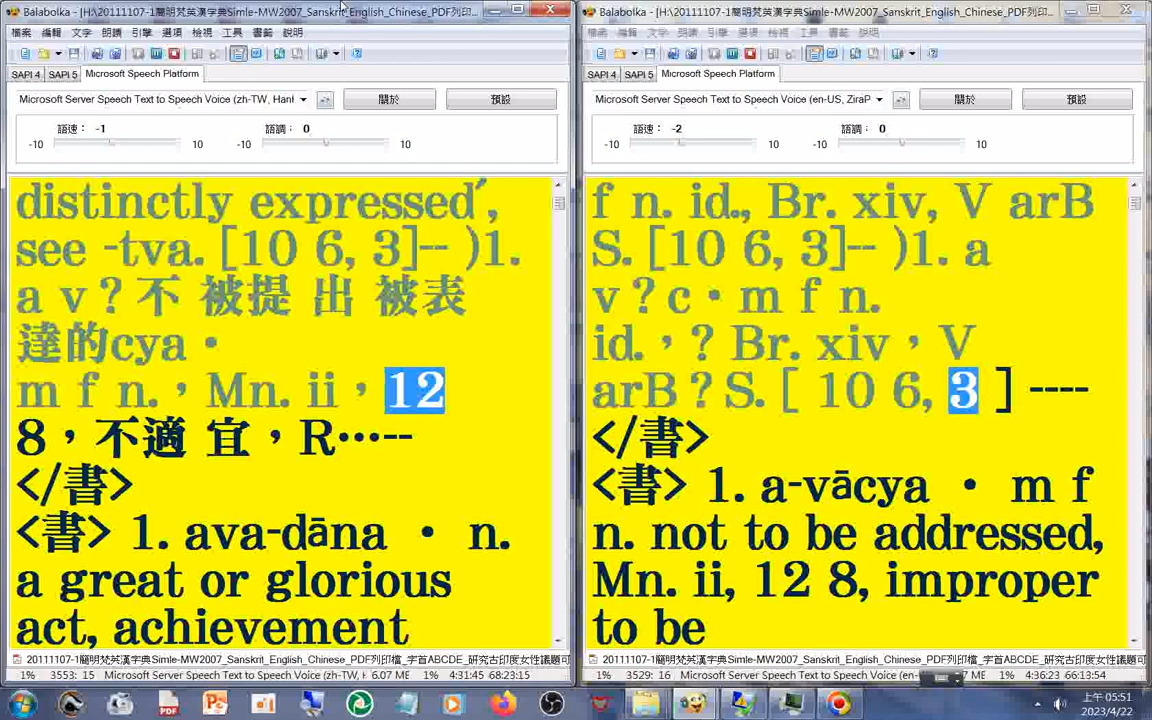 Balabolka - [H:\20111107-1簡明梵英漢字典Simle-MW2007_Sanskrit_English_Chinese_PDF列印...
檔案 編輯 文字 朗讀 引擎 選項 檢視 工具 書籤 說明
SAPI 4 SAPI 5 Microsoft Speech Platform
Microsoft Server Speech Text to Speech Voice (zh-TW, HanH 關於 預設
語速： -1 語調： 0
-10 10 -10 10
distinctly expressed′,
see -tva. [10 6, 3]-- )1.
a v？不 被提 出 被表
達的cya・
m f n.，Mn. ii，12
8，不適 宜，R…--
</書>
<書> 1. ava-dāna ・ n.
a great or glorious
act, achievement
20111107-1簡明梵英漢字典Simle-MW2007_Sanskrit_English_Chinese_PDF列印檔_字首ABCDE_研究古印度女性議題可
1% 3553: 15 Microsoft Server Speech Text to Speech Voice (zh-TW, H 6.07 ME 1% 4:31:45 68:23:15
Balabolka - [H:\20111107-1簡明梵英漢字典Simle-MW2007_Sanskrit_English_Chinese_PDF列印...
檔案 編輯 文字 朗讀 引擎 選項 檢視 工具 書籤 說明
SAPI 4 SAPI 5 Microsoft Speech Platform
Microsoft Server Speech Text to Speech Voice (en-US, ZiraP 關於 預設
語速： -2 語調： 0
-10 10 -10 10
f n. id., Br. xiv, V arB
S. [10 6, 3]-- )1. a
v？c・m f n.
id.，? Br. xiv，V
arB？S. [ 10 6, 3 ] ----
</書>
<書> 1. a-vācya ・ m f
n. not to be addressed,
Mn. ii, 12 8, improper
to be
20111107-1簡明梵英漢字典Simle-MW2007_Sanskrit_English_Chinese_PDF列印檔_字首ABCDE_研究古印度女性議題可
1% 3529: 16 Microsoft Server Speech Text to Speech Voice 6.07 ME 1% 4:36:23 66:13:54
上午 05:51
2023/4/22